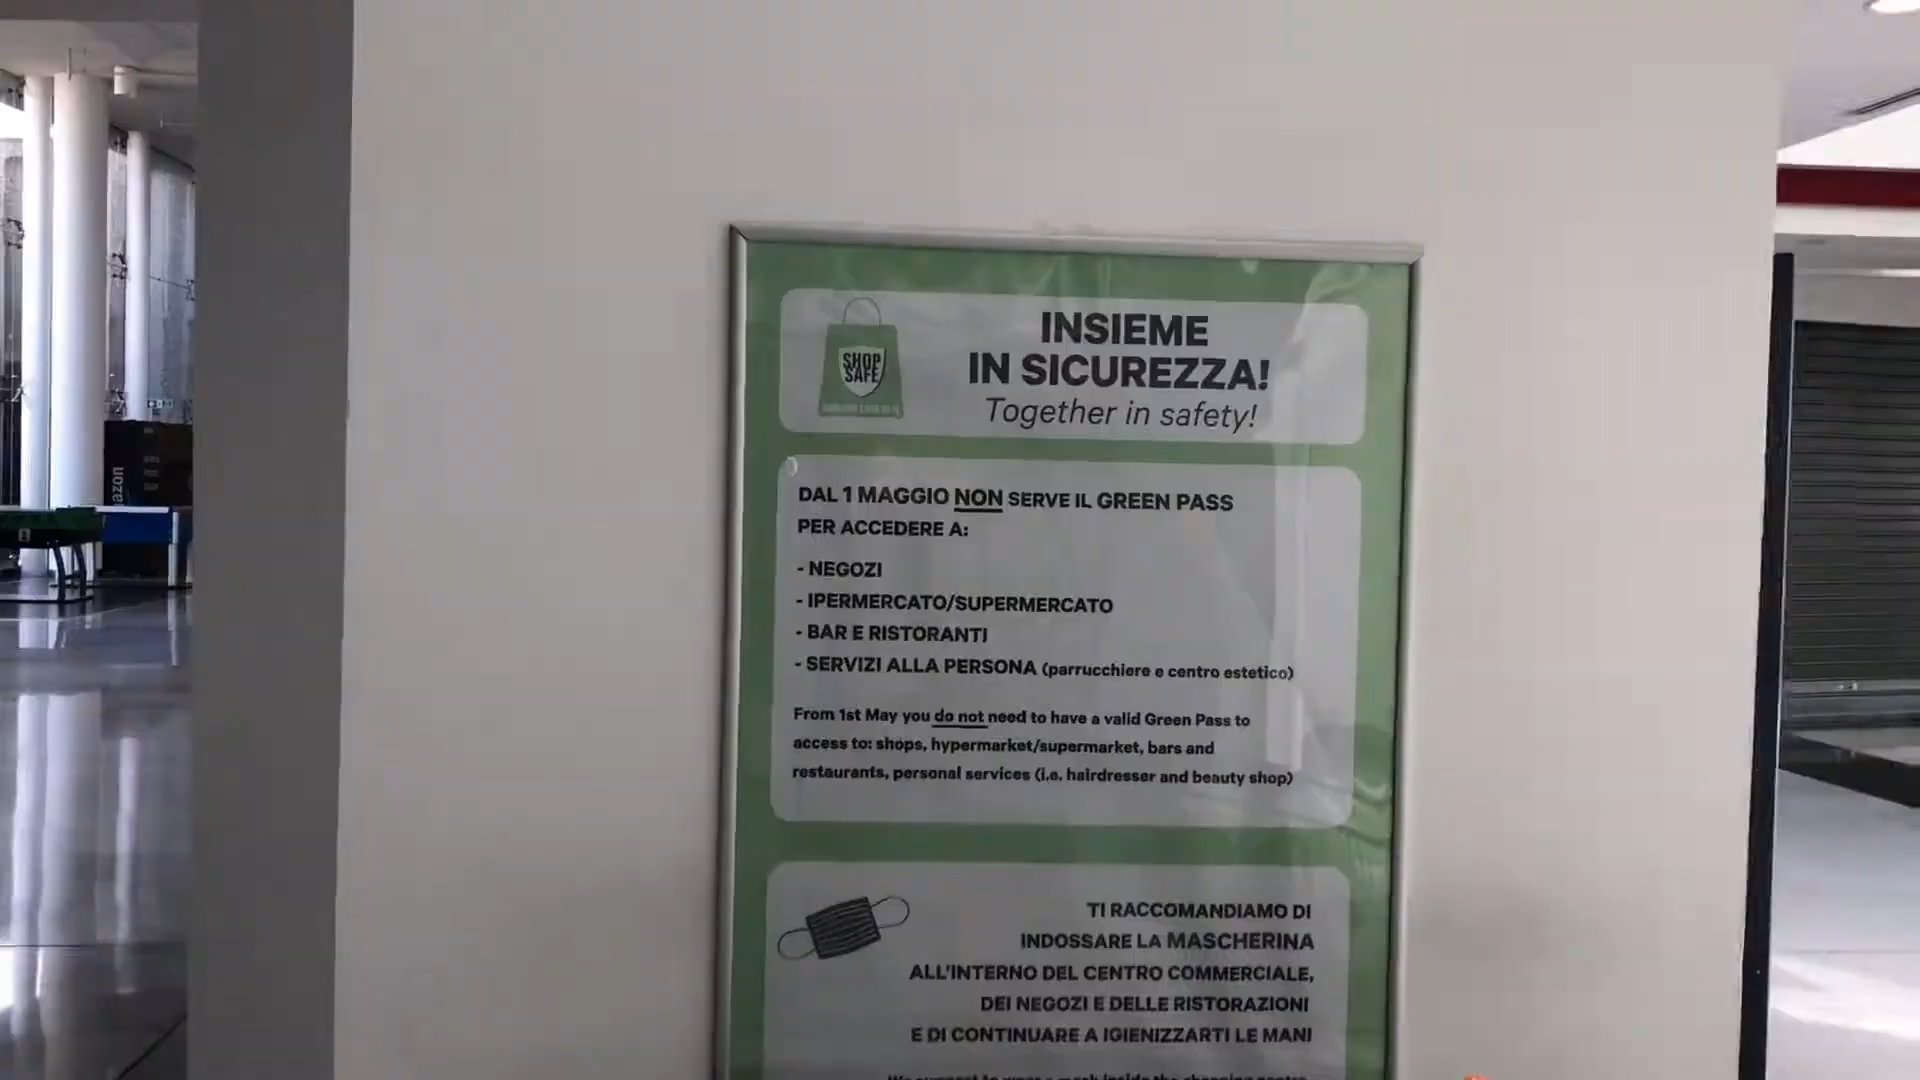 SHOP
SAFE
INSIEME
IN SICUREZZA!
Together in safety!
DAL 1 MAGGIO NON SERVE IL GREEN PASS
PER ACCEDERE A:
- NEGOZI
- IPERMERCATO/SUPERMERCATO
- BAR E RISTORANTI
- SERVIZI ALLA PERSONA (parrucchiere e centro estetico)
From 1st May you do not need to have a valid Green Pass to
access to: shops, hypermarket/supermarket, bars and
restaurants, personal services (i.e. hairdresser and beauty shop)
TI RACCOMANDIAMO DI
INDOSSARE LA MASCHERINA
ALL'INTERNO DEL CENTRO COMMERCIALE,
DEI NEGOZI E DELLE RISTORAZIONI
E DI CONTINUARE A IGIENIZZARTI LE MANI
azon